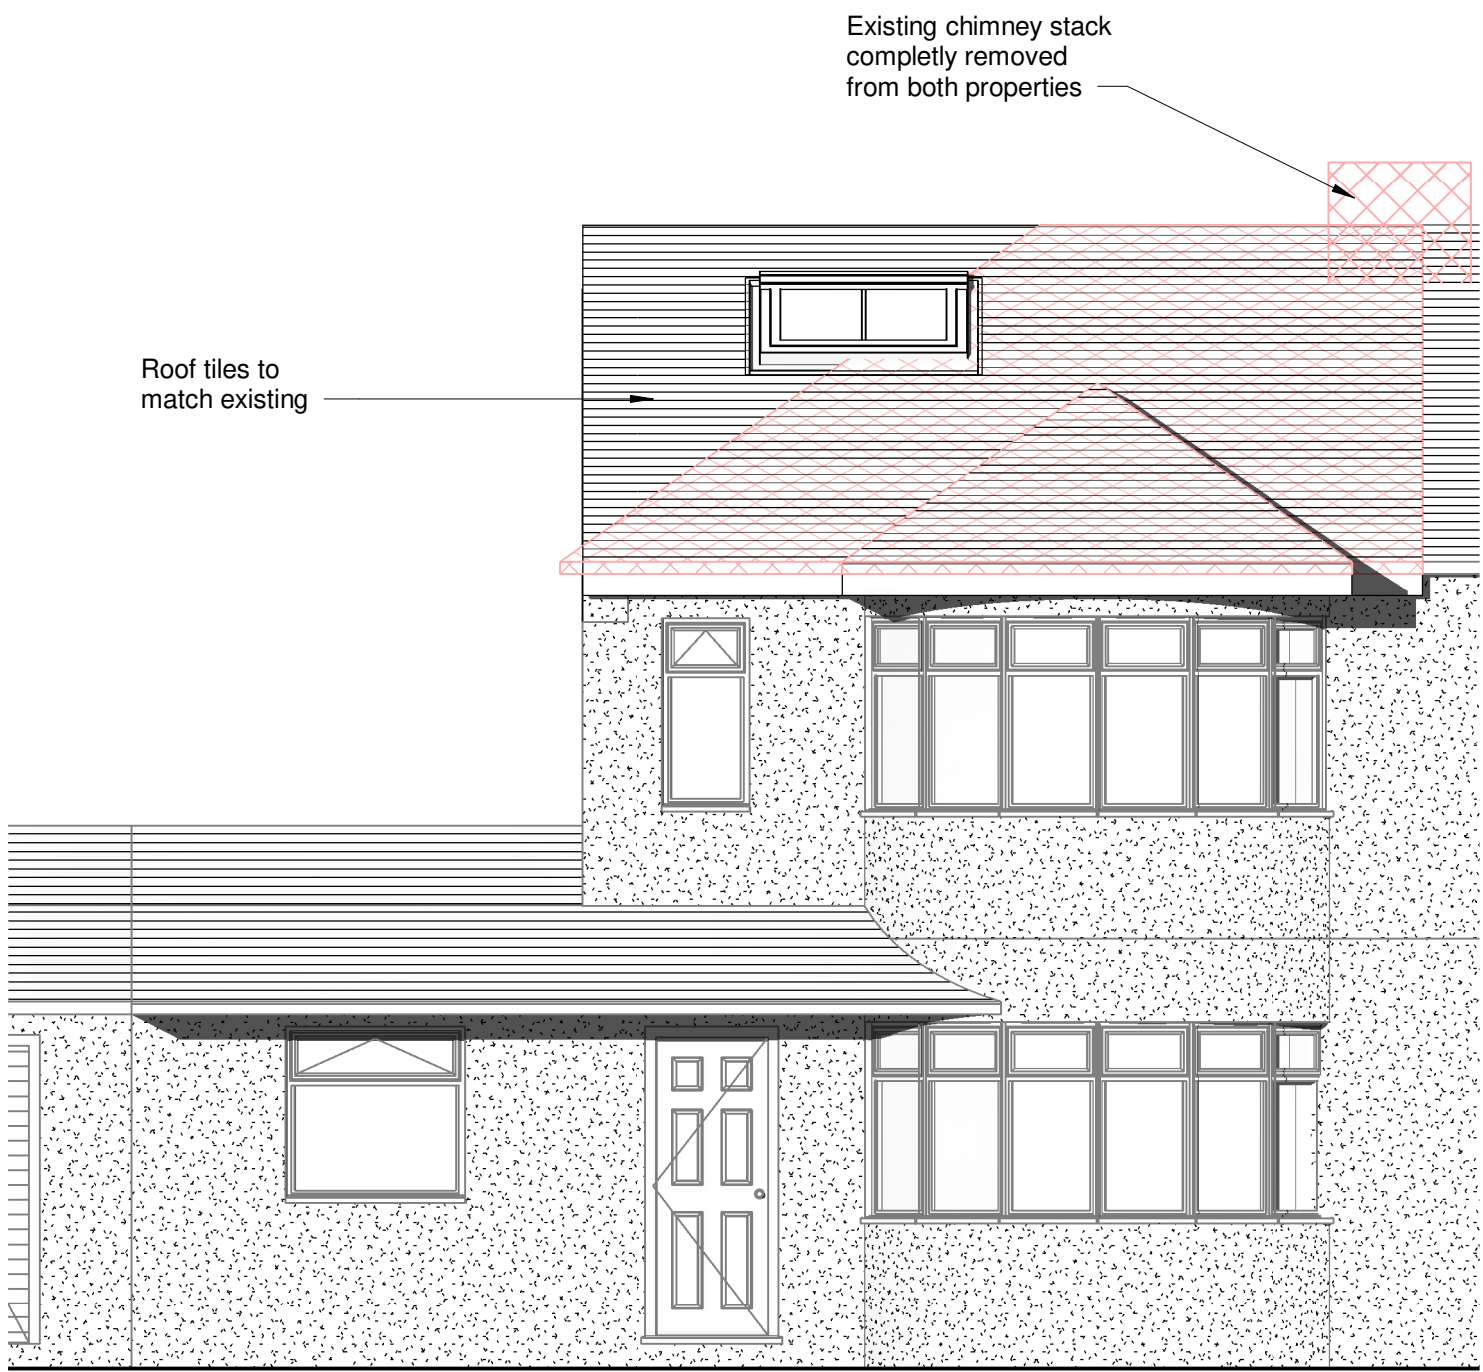 Existing chimney stack
completly removed
from both properties
Roof tiles to
match existing